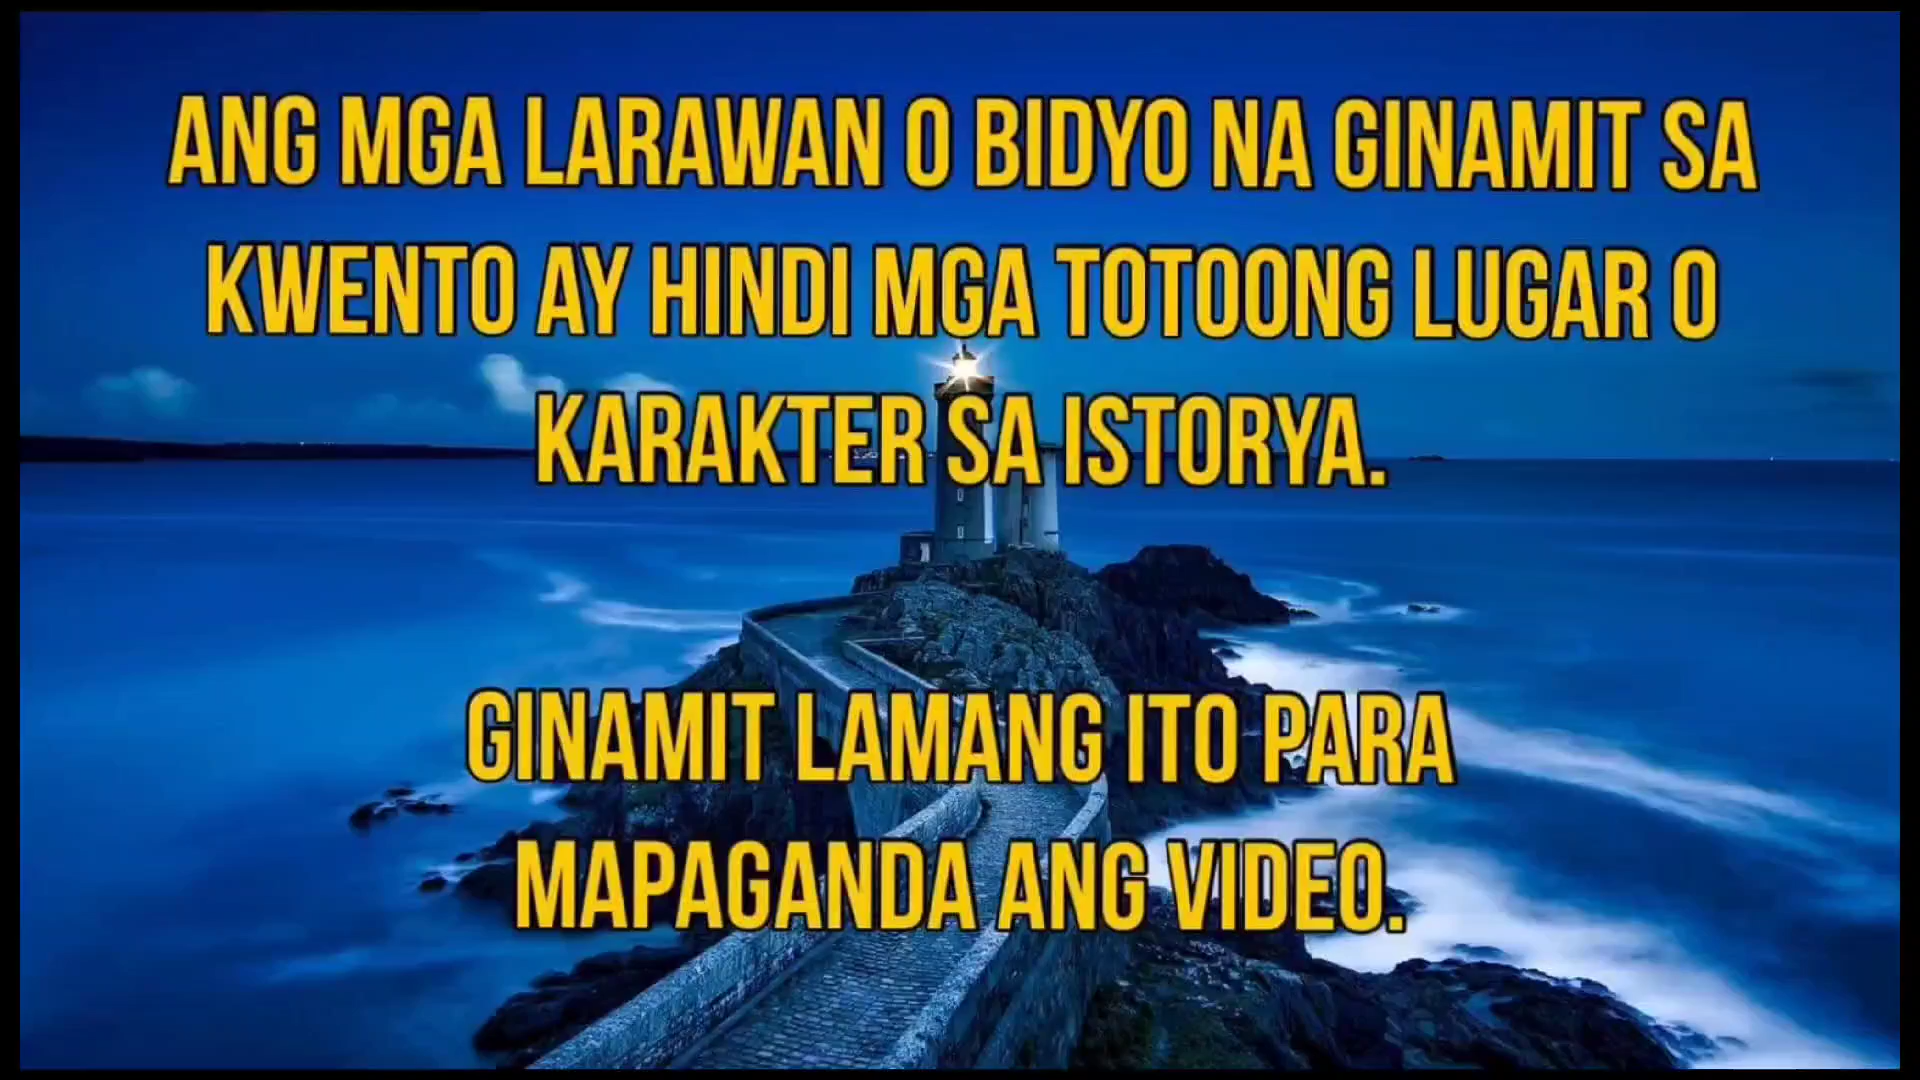 ANG MGA LARAWAN O BIDYO NA GINAMIT SA
KWENTO AY HINDI MGA TOTOONG LUGAR O
KARAKTER SA ISTORYA.
GINAMIT LAMANG ITO PARA
MAPAGANDA ANG VIDEO.